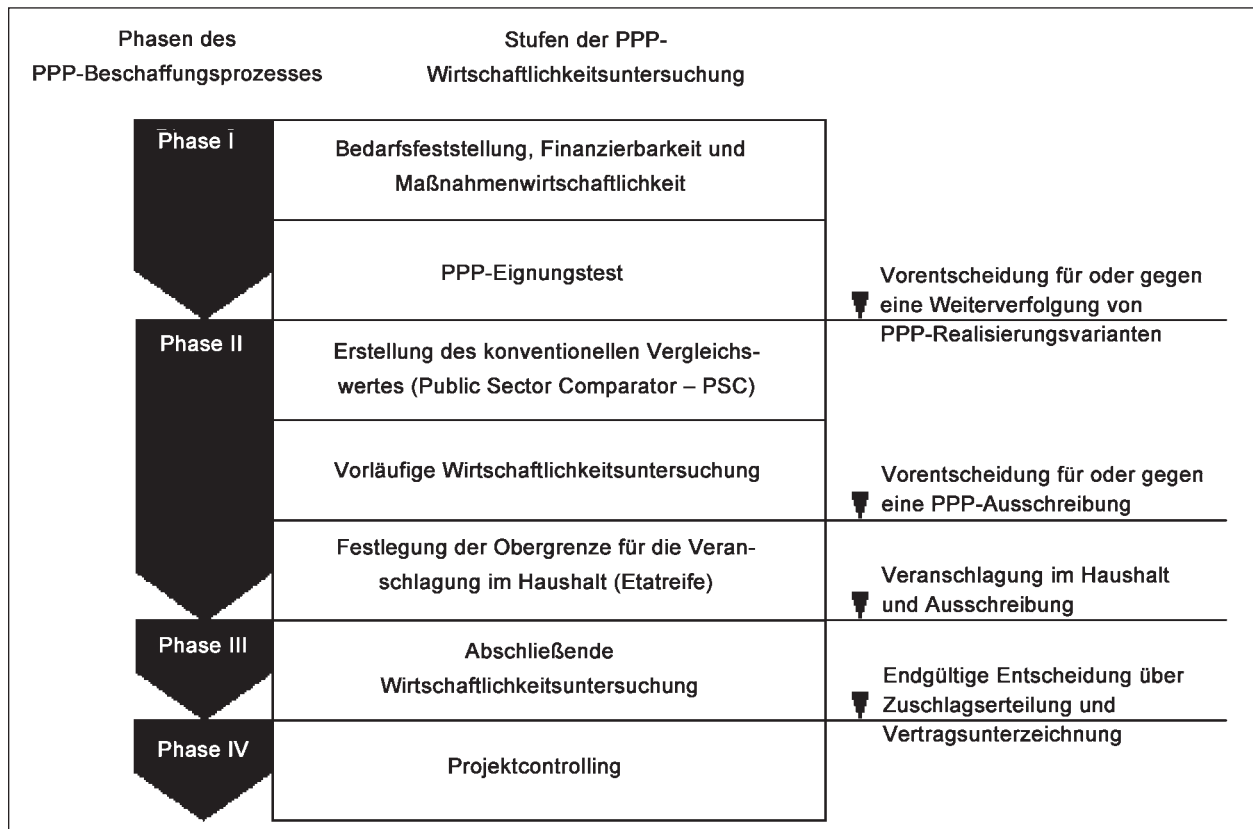 Phasen des
PPP-Beschaffungsprozesses
Stufen der PPP-
Wirtschaftlichkeitsuntersuchung
Phase I
Bedarfsfeststellung, Finanzierbarkeit und
Maßnahmenwirtschaftlichkeit
PPP-Eignungstest
Vorentscheidung für oder gegen
eine Weiterverfolgung von
PPP-Realisierungsvarianten
Phase II
Erstellung des konventionellen Vergleichs-
wertes (Public Sector Comparator – PSC)
Vorläufige Wirtschaftlichkeitsuntersuchung
Vorentscheidung für oder gegen
eine PPP-Ausschreibung
Festlegung der Obergrenze für die Veran-
schlagung im Haushalt (Etatreife)
Veranschlagung im Haushalt
und Ausschreibung
Phase III
Abschließende
Wirtschaftlichkeitsuntersuchung
Endgültige Entscheidung über
Zuschlagserteilung und
Vertragsunterzeichnung
Phase IV
Projektcontrolling